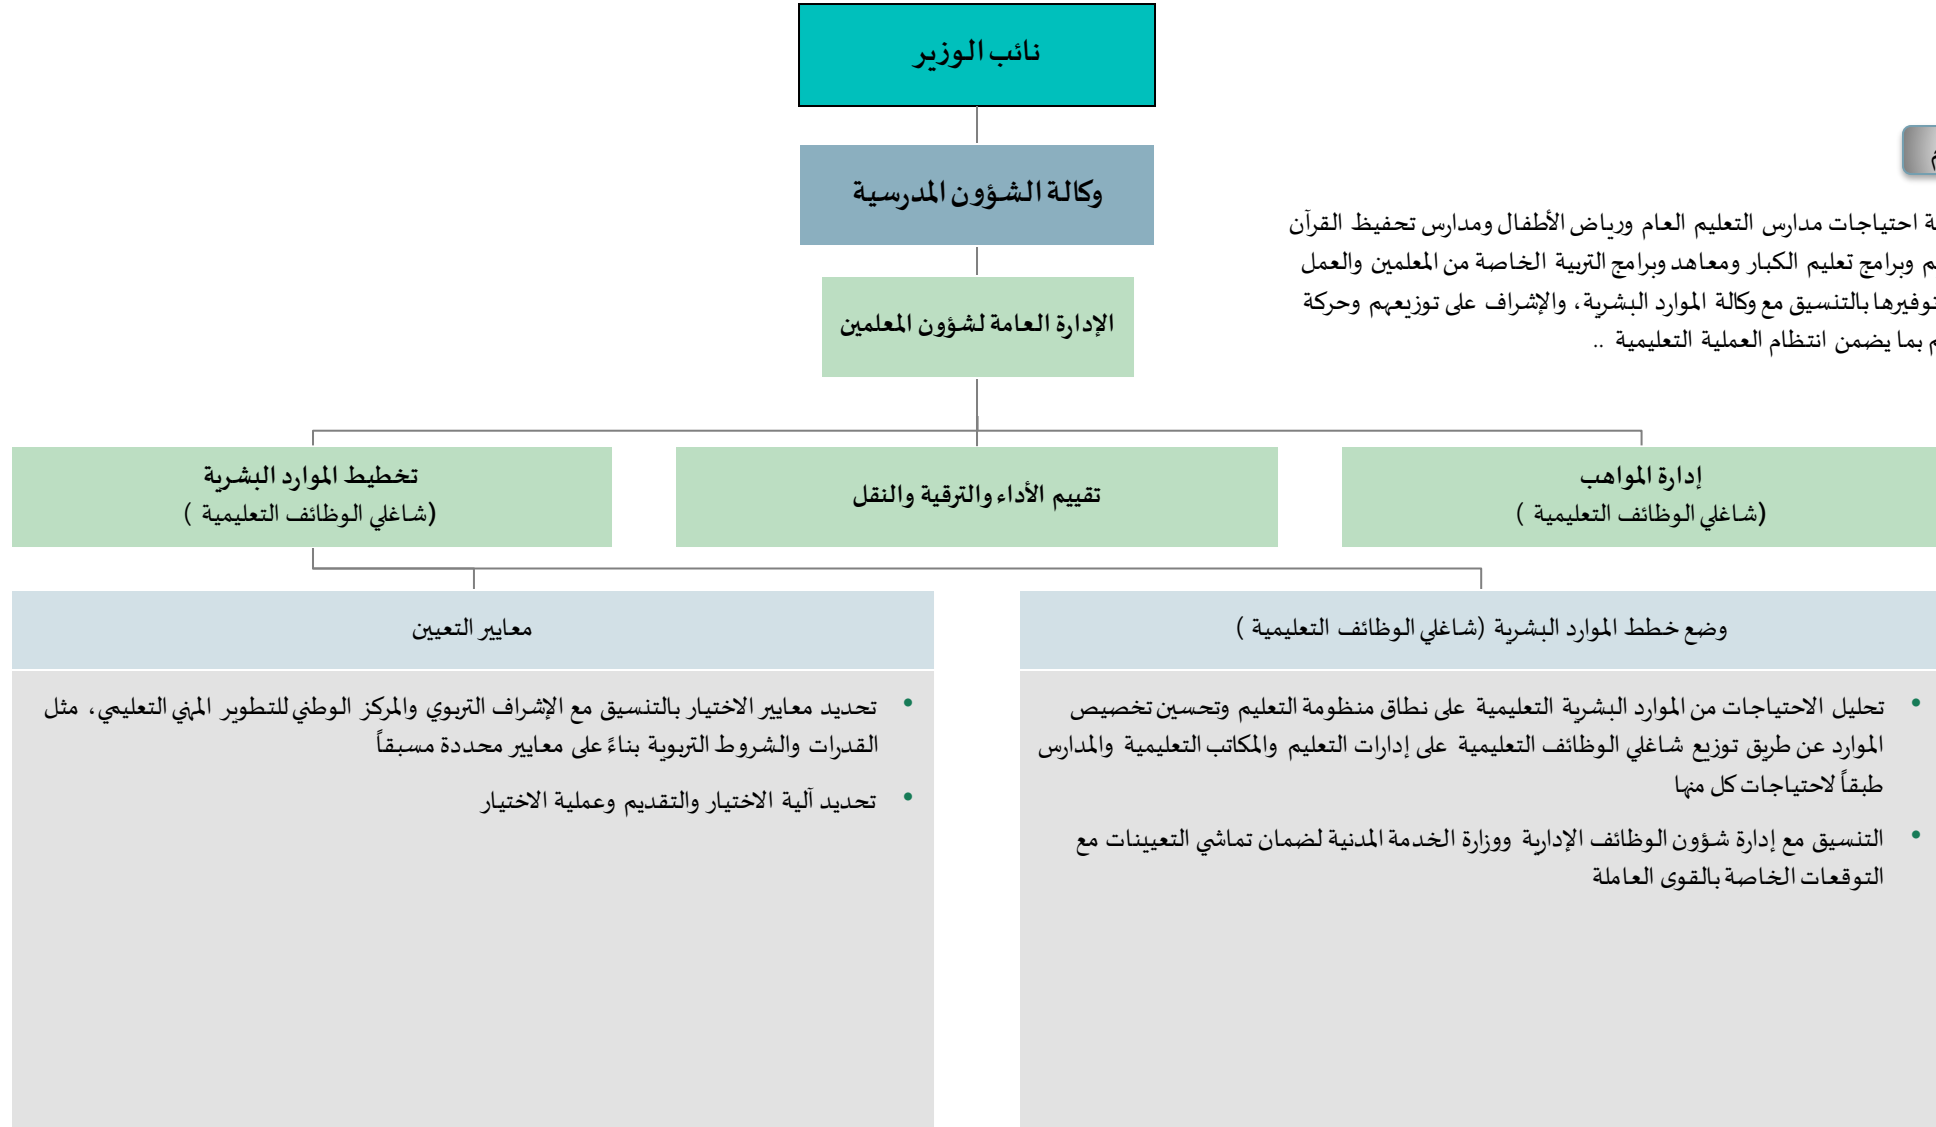 نائب الوزير
وكالة الشؤون المدرسية
احتياجات مدارس التعليم العام ورياض الأطفال ومدارس تحفيظ القرآن
وبرامج تعليم الكبار ومعاهد وبرامج التربية الخاصة من المعلمين والعمل
توفيرها بالتنسيق مع وكالة الموارد البشرية، والإشراف على توزيعهم وحركة
بما يضمن انتظام العملية التعليمية ..
الإدارة العامة لشؤون المعلمين
إدارة المواهب
(شاغلي الوظائف التعليمية )
تقييم الأداء والترقية والنقل
تخطيط الموارد البشرية
(شاغلي الوظائف التعليمية )
وضع خطط الموارد البشرية (شاغلي الوظائف التعليمية )
• تحليل الاحتياجات من الموارد البشرية التعليمية على نطاق منظومة التعليم وتحسين تخصيص
الموارد عن طريق توزيع شاغلي الوظائف التعليمية على إدارات التعليم والمكاتب التعليمية والمدارس
طبقاً لاحتياجات كل منها
• التنسيق مع إدارة شؤون الوظائف الإدارية ووزارة الخدمة المدنية لضمان تماشي التعيينات مع
التوقعات الخاصة بالقوى العاملة
معايير التعيين
• تحديد معايير الاختيار بالتنسيق مع الإشراف التربوي والمركز الوطني للتطوير المهني التعليمي، مثل
القدرات والشروط التربوية بناءً على معايير محددة مسبقاً
• تحديد آلية الاختيار والتقديم وعملية الاختيار